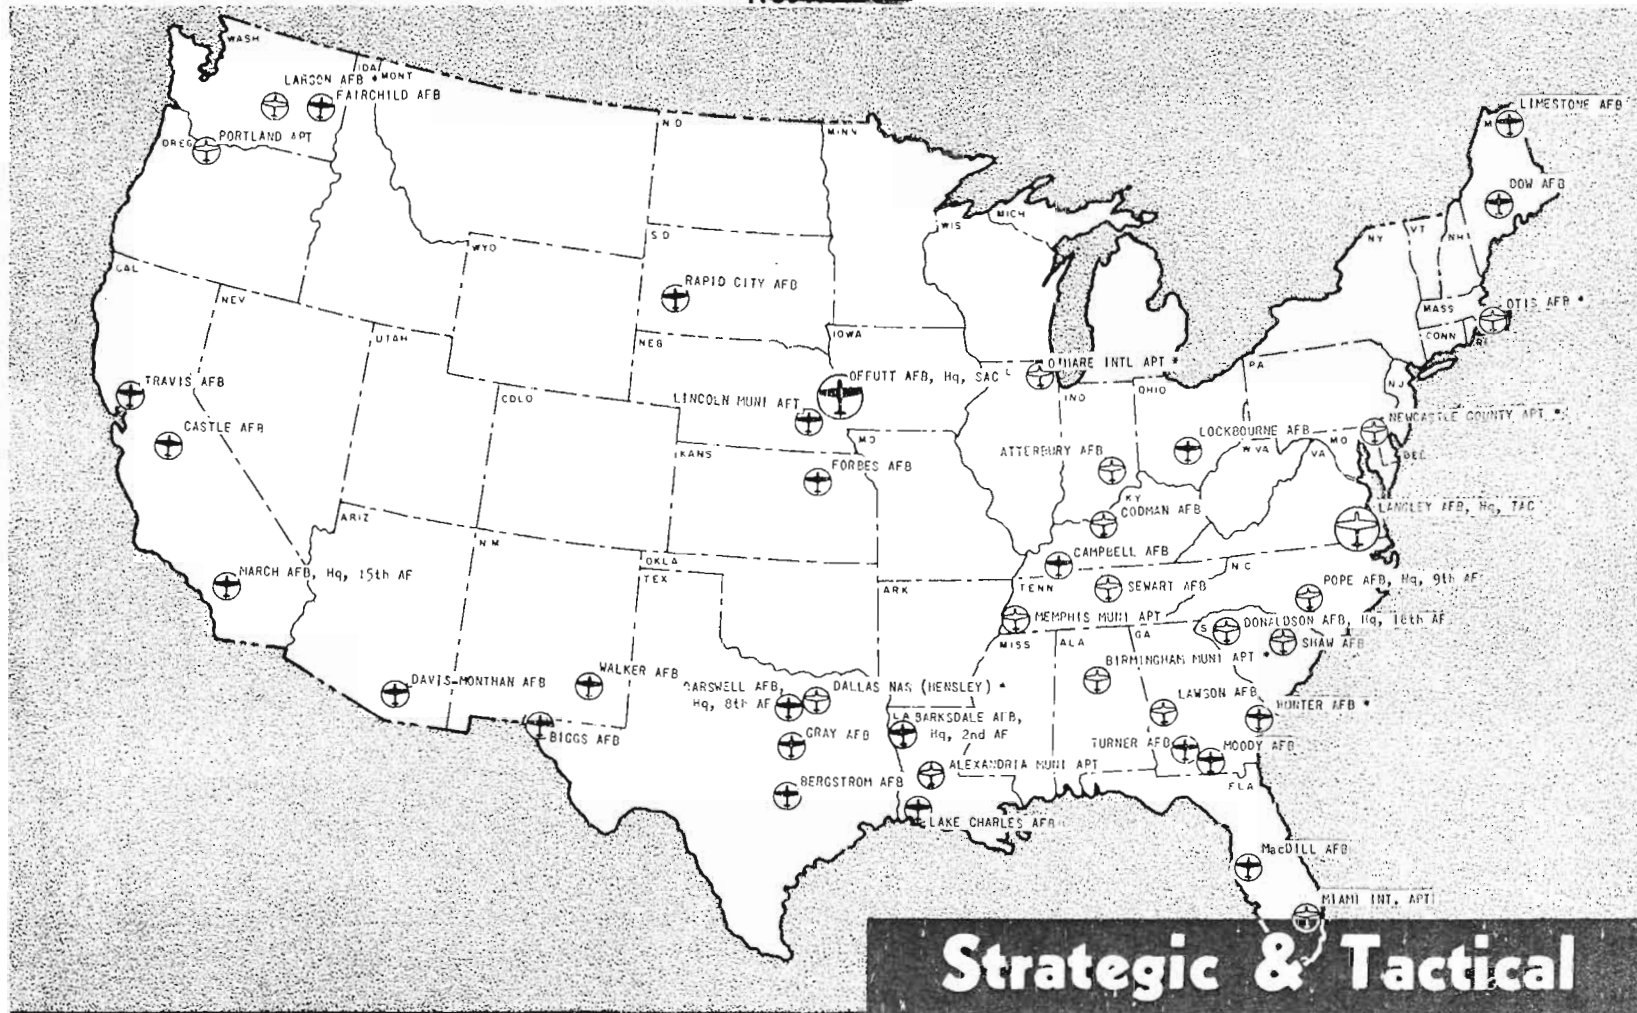 WASH
IDA
MONT
LARSON AFB *
FAIRCHILD AFB
PORTLAND APT
OREG
N D
MINN
LIMESTONE AFB
M
DOW AFB
WIS
MICH
NY
VT
NH
S D
WYO
CAL
NEV
RAPID CITY AFB
MASS
OTIS AFB *
CONN
R
UTAH
NEB
IOWA
O'HARE INTL APT *
PA
NJ
TRAVIS AFB
OFFUTT AFB, Hq, SAC
IND
OHIO
COLO
LINCOLN MUNI APT
NEWCASTLE COUNTY APT *
CASTLE AFB
LOCKBOURNE AFB
MO
KANS
ATTERBURY AFB
W VA
VA
MD
DEL
FORBES AFB
KY
GODMAN AFB
LANGLEY AFB, Hq, TAC
ARIZ
N M
OKLA
TEX
CAMPBELL AFB
N C
MARCH AFB, Hq, 15th AF
ARK
TENN
SEWART AFB
POPE AFB, Hq, 9th AF
MEMPHIS MUNI APT
S
DONALDSON AFB, Hq, 18th AF
SHAW AFB
MISS
ALA
GA
BIRMINGHAM MUNI APT *
WALKER AFB
DAVIS-MONTHAN AFB
CARSWELL AFB,
Hq, 8th AF
DALLAS NAS (HENSLEY) *
LAWSON AFB
HUNTER AFB *
LA
BARKSDALE AFB,
Hq, 2nd AF
BIGGS AFB
GRAY AFB
TURNER AFB
MOODY AFB
ALEXANDRIA MUNI APT
BERGSTROM AFB
FLA
LAKE CHARLES AFB
MacDILL AFB
MIAMI INT, APT
Strategic & Tactical